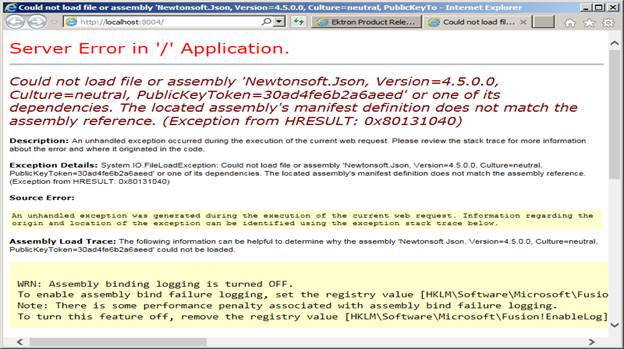 Could not load file or assembly 'Newtonsoft.Json, Version=4.5.0.0, Culture=neutral, PublicKeyTo - Internet Explorer
http://localhost:8004/
Ektron Product Rele...
Could not load fil...
Server Error in '/' Application.
Could not load file or assembly 'Newtonsoft.Json, Version=4.5.0.0,
Culture=neutral, PublicKeyToken=30ad4fe6b2a6aeed' or one of its
dependencies. The located assembly's manifest definition does not match the
assembly reference. (Exception from HRESULT: 0x80131040)
Description: An unhandled exception occurred during the execution of the current web request. Please review the stack trace for more information
about the error and where it originated in the code.
Exception Details: System.IO.FileLoadException: Could not load file or assembly 'Newtonsoft.Json, Version=4.5.0.0, Culture=neutral,
PublicKeyToken=30ad4fe6b2a6aeed' or one of its dependencies. The located assembly's manifest definition does not match the assembly reference.
(Exception from HRESULT: 0x80131040)
Source Error:
An unhandled exception was generated during the execution of the current web request. Information regarding the
origin and location of the exception can be identified using the exception stack trace below.
Assembly Load Trace: The following information can be helpful to determine why the assembly 'Newtonsoft.Json, Version=4.5.0.0, Culture=neutral,
PublicKeyToken=30ad4fe6b2a6aeed' could not be loaded.
WRN: Assembly binding logging is turned OFF.
To enable assembly bind failure logging, set the registry value [HKLM\Software\Microsoft\Fusio
Note: There is some performance penalty associated with assembly bind failure logging.
To turn this feature off, remove the registry value [HKLM\Software\Microsoft\Fusion!EnableLog]